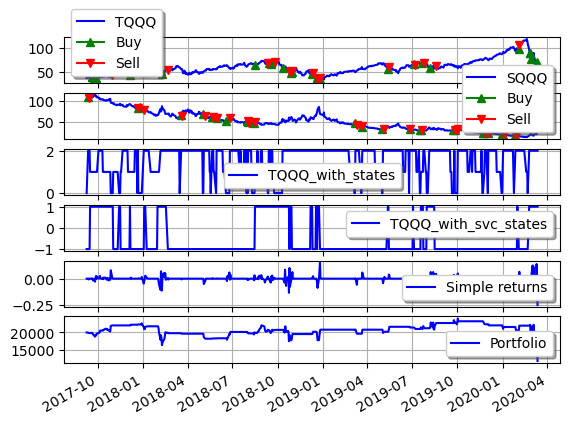 TQQQ
Buy
Sell
100
50
SQQQ
Buy
Sell
100
50
2
0
TQQQ_with_states
1
0
−1
TQQQ_with_svc_states
0.00
−0.25
Simple returns
20000
15000
Portfolio
2017-10 2018-01 2018-04 2018-07 2018-10 2019-01 2019-04 2019-07 2019-10 2020-01 2020-04